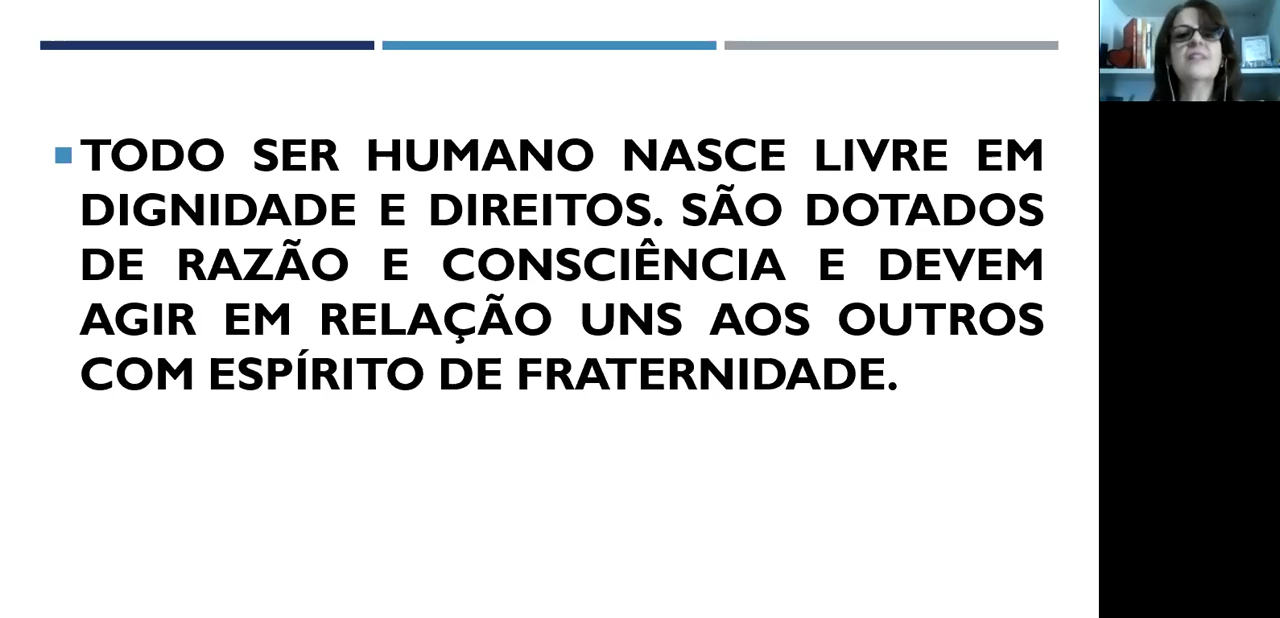 TODO SER HUMANO NASCE LIVRE EM
DIGNIDADE E DIREITOS. SÃO DOTADOS
DE RAZÃO E CONSCIÊNCIA E DEVEM
AGIR EM RELAÇÃO UNS AOS OUTROS
COM ESPÍRITO DE FRATERNIDADE.